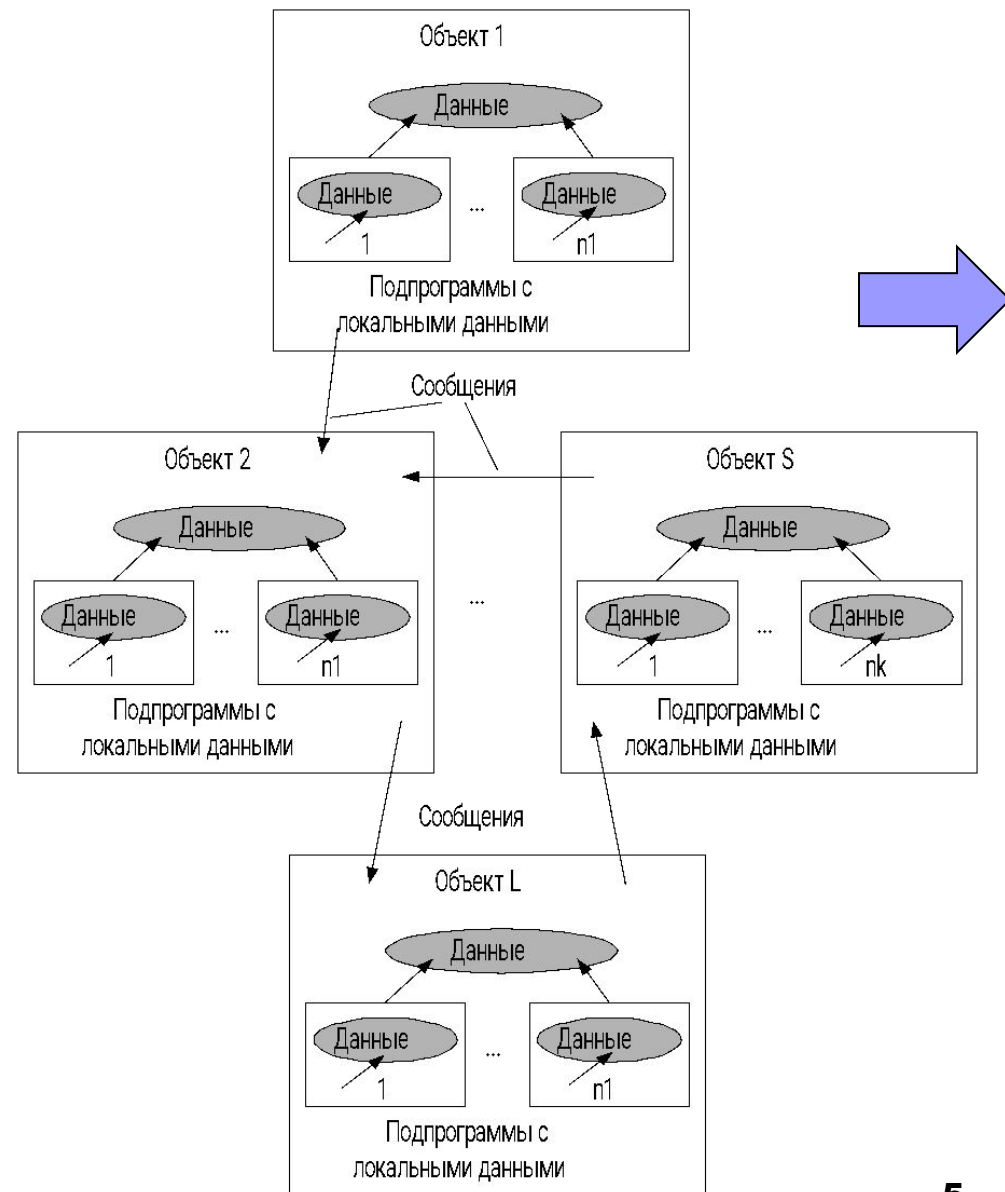 Объект 1
Данные
Данные
...
Данные
1
n1
Подпрограммы с
локальными данными
Сообщения
Объект 2
Данные
Данные
...
Данные
1
n1
Подпрограммы с
локальными данными
...
Объект S
Данные
Данные
...
Данные
1
nk
Подпрограммы с
локальными данными
Сообщения
Объект L
Данные
Данные
...
Данные
1
n1
Подпрограммы с
локальными данными
5